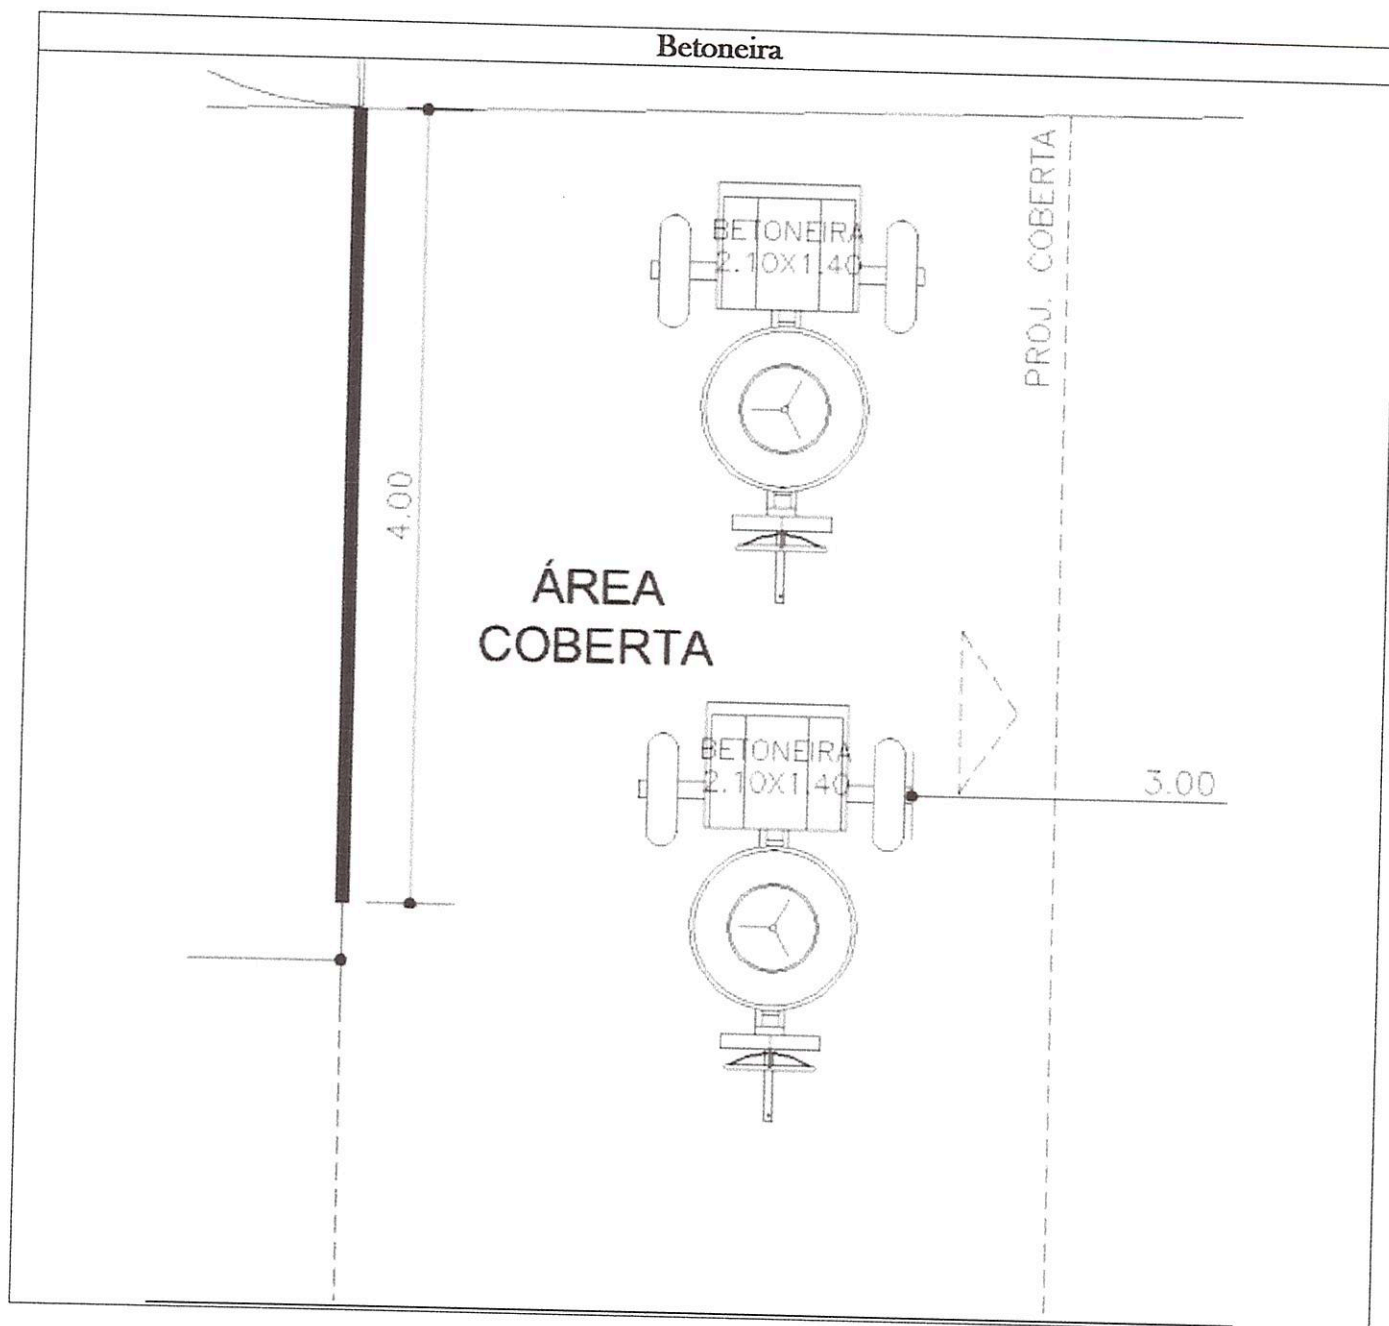 Betoneira
BETONEIRA
2.10X1.40
PROJ. COBERTA
4.00
ÁREA
COBERTA
BETONEIRA
2.10X1.40
3.00